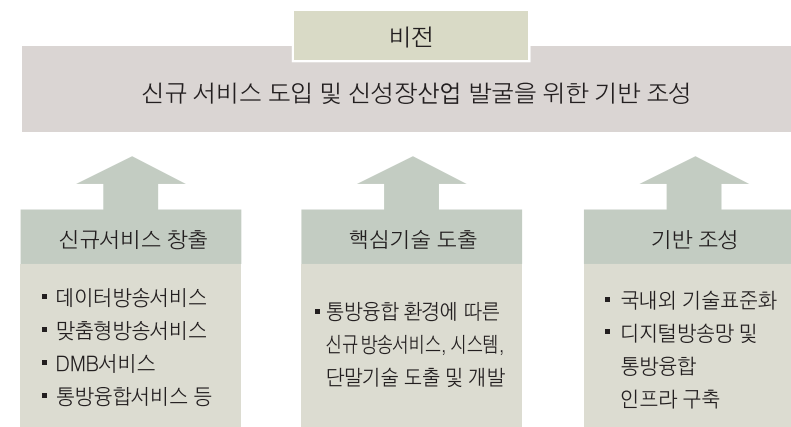 비전
신규 서비스 도입 및 신성장산업 발굴을 위한 기반 조성
신규서비스 창출
▪ 데이터방송서비스
▪ 맞춤형방송서비스
▪ DMB서비스
▪ 통방융합서비스 등
핵심기술 도출
▪ 통방융합 환경에 따른
신규방송서비스, 시스템,
단말기술 도출 및 개발
기반 조성
▪ 국내외 기술표준화
▪ 디지털방송망 및
통방융합
인프라 구축